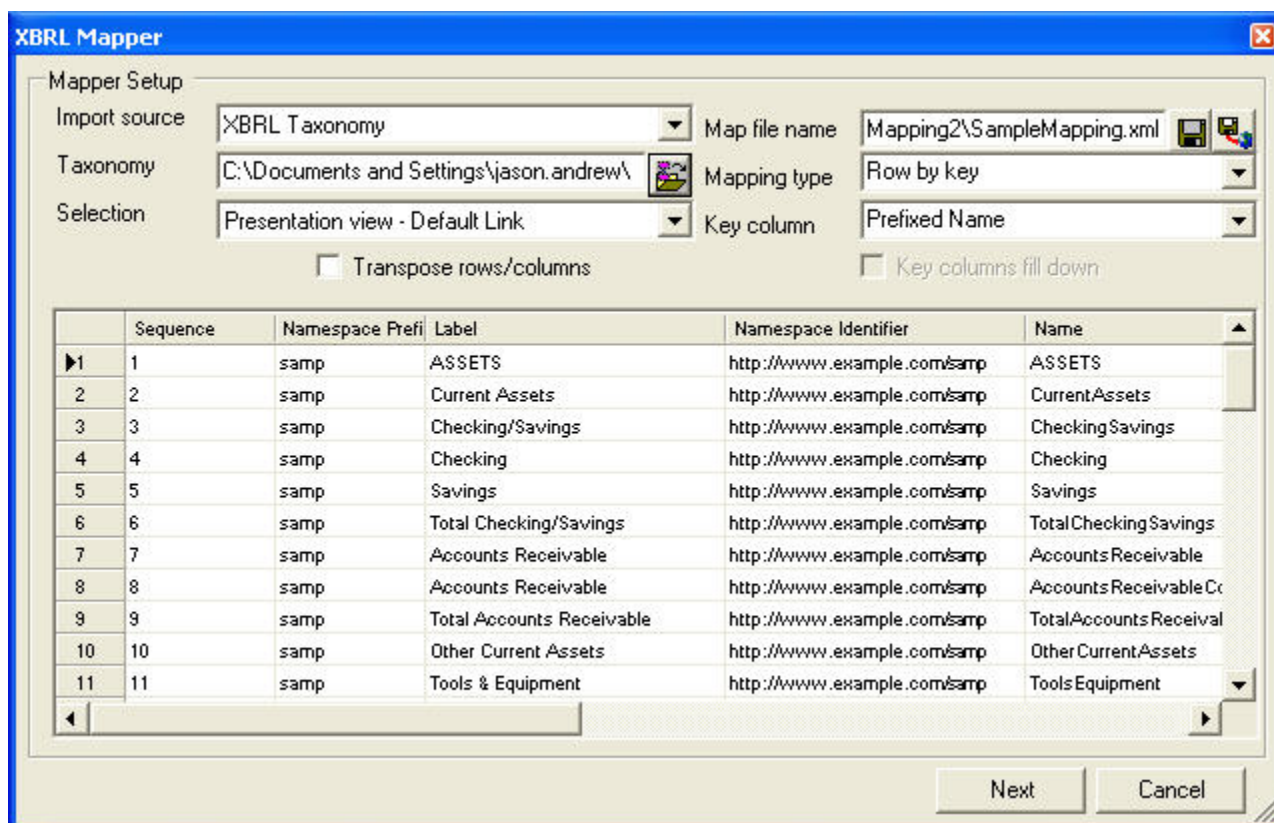 XBRL Mapper
Mapper Setup
Import source XBRL Taxonomy Map file name Mapping2\SampleMapping.xml
Taxonomy C:\Documents and Settings\jason.andrew\ Mapping type Row by key
Selection Presentation view - Default Link Key column Prefixed Name
Transpose rows/columns Key columns fill down
Sequence Namespace Prefi Label Namespace Identifier Name
1 1 samp ASSETS http://www.example.com/samp ASSETS
2 2 samp Current Assets http://www.example.com/samp CurrentAssets
3 3 samp Checking/Savings http://www.example.com/samp CheckingSavings
4 4 samp Checking http://www.example.com/samp Checking
5 5 samp Savings http://www.example.com/samp Savings
6 6 samp Total Checking/Savings http://www.example.com/samp TotalCheckingSavings
7 7 samp Accounts Receivable http://www.example.com/samp AccountsReceivable
8 8 samp Accounts Receivable http://www.example.com/samp AccountsReceivableCo
9 9 samp Total Accounts Receivable http://www.example.com/samp TotalAccountsReceival
10 10 samp Other Current Assets http://www.example.com/samp OtherCurrentAssets
11 11 samp Tools & Equipment http://www.example.com/samp ToolsEquipment
Next Cancel